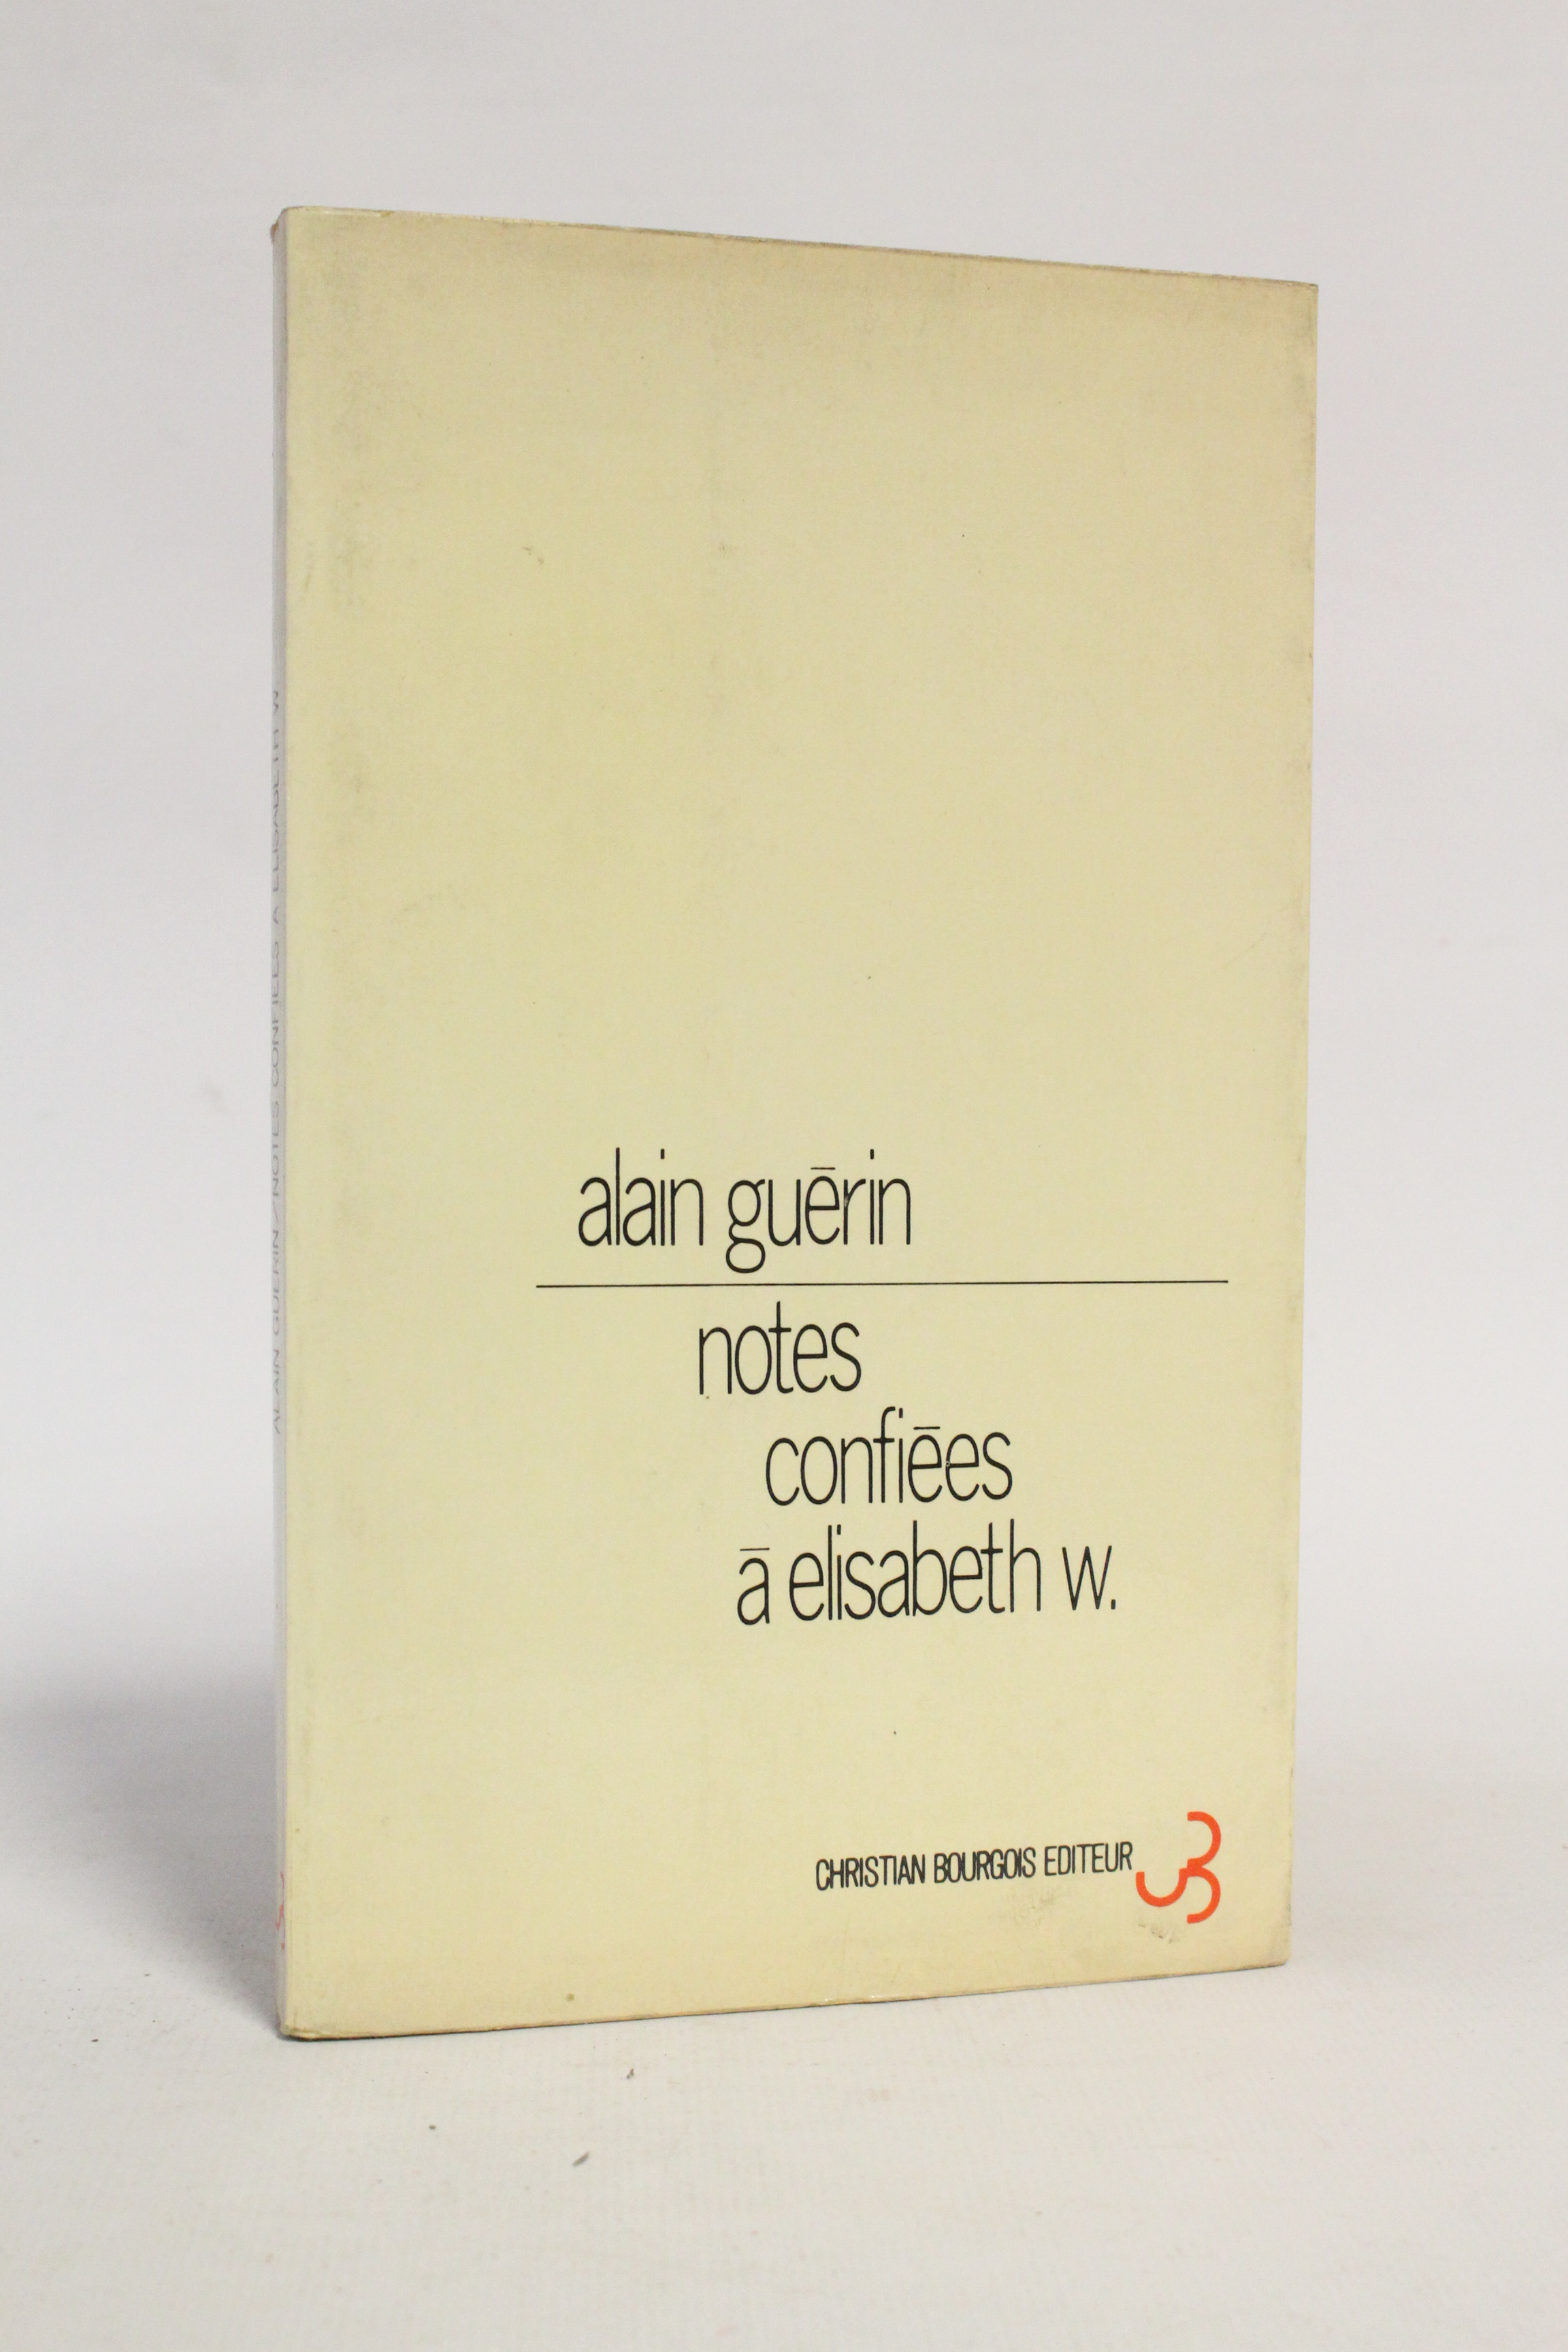 alain guērin
notes
confiēes
ā elisabeth w.
CHRISTIAN BOURGOIS EDITEUR
ALAIN GUERIN/NOTES CONFIEES A ELISABETH W.